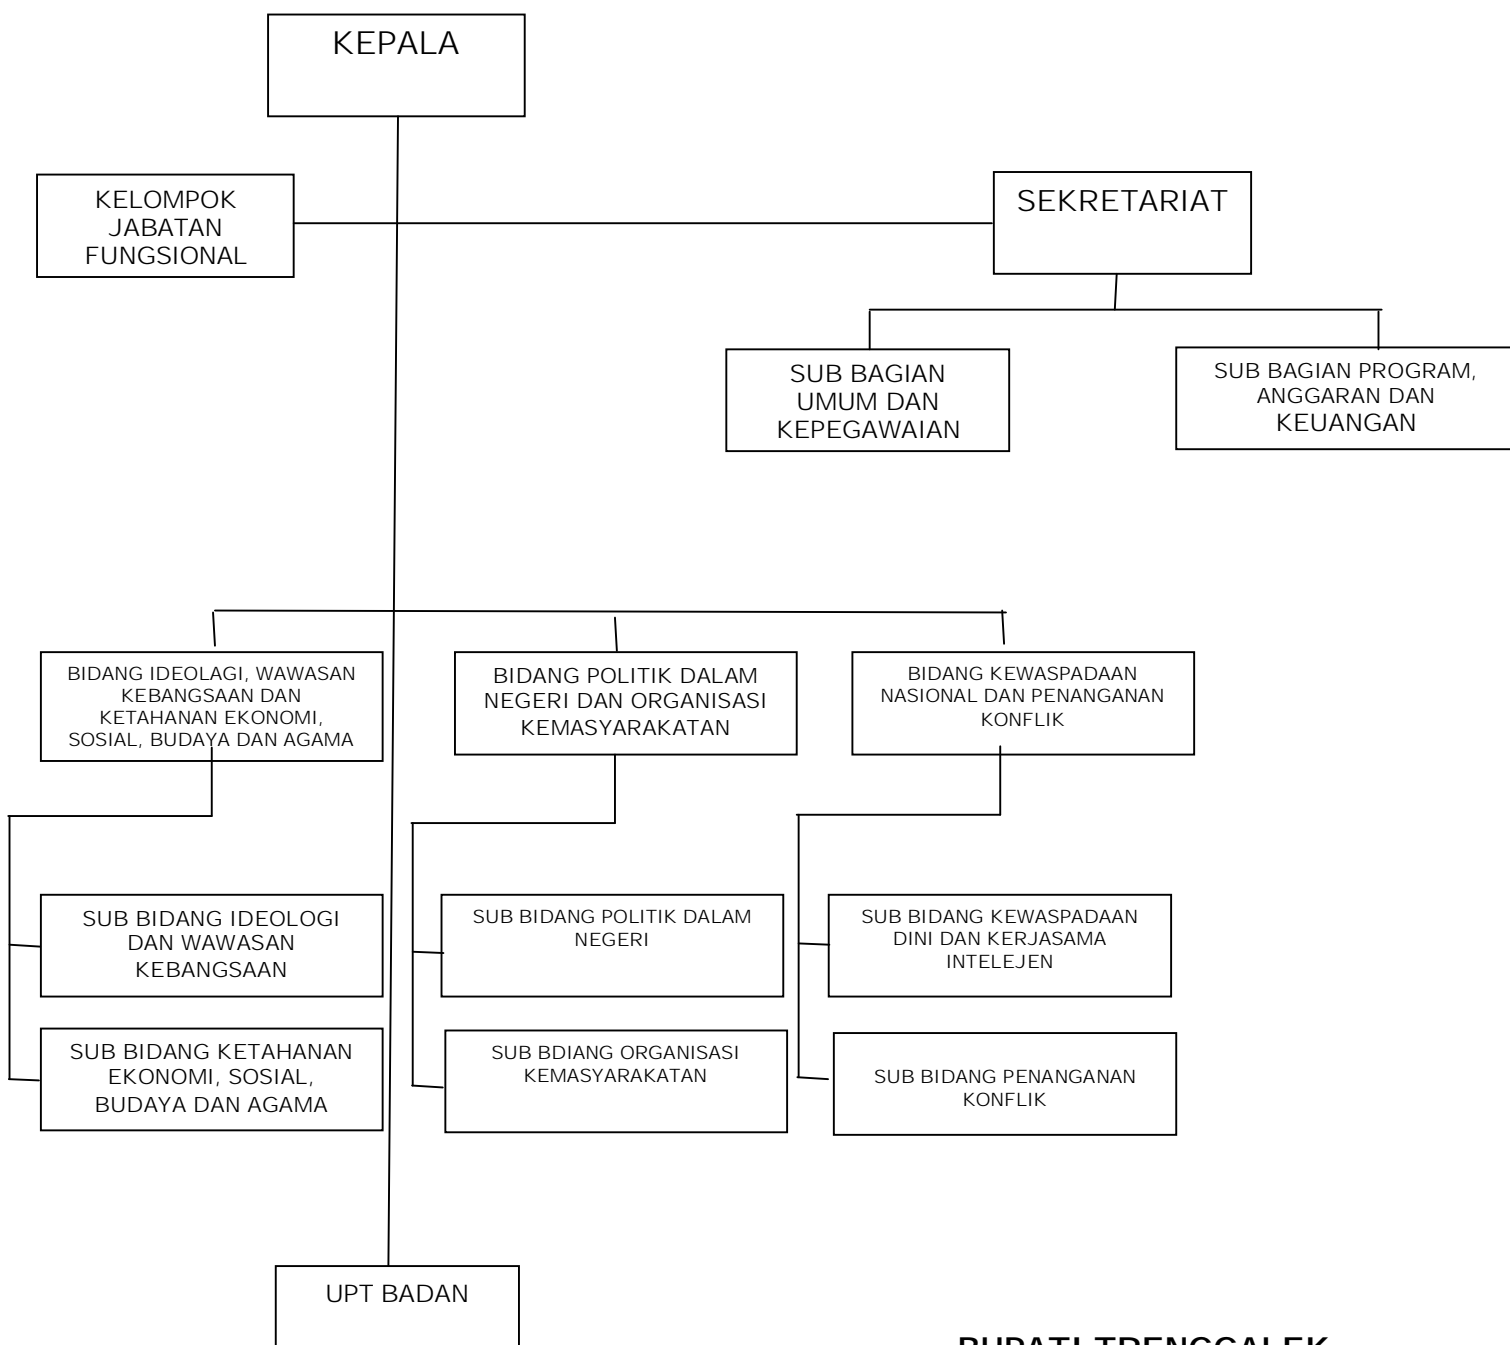 KEPALA
KELOMPOK
JABATAN
FUNGSIONAL
SEKRETARIAT
SUB BAGIAN
UMUM DAN
KEPEGAWAIAN
SUB BAGIAN PROGRAM,
ANGGARAN DAN
KEUANGAN
BIDANG IDEOLAGI, WAWASAN
KEBANGSAAN DAN
KETAHANAN EKONOMI,
SOSIAL, BUDAYA DAN AGAMA
BIDANG POLITIK DALAM
NEGERI DAN ORGANISASI
KEMASYARAKATAN
BIDANG KEWASPADAAN
NASIONAL DAN PENANGANAN
KONFLIK
SUB BIDANG IDEOLOGI
DAN WAWASAN
KEBANGSAAN
SUB BIDANG POLITIK DALAM
NEGERI
SUB BIDANG KEWASPADAAN
DINI DAN KERJASAMA
INTELEJEN
SUB BIDANG KETAHANAN
EKONOMI, SOSIAL,
BUDAYA DAN AGAMA
SUB BDIANG ORGANISASI
KEMASYARAKATAN
SUB BIDANG PENANGANAN
KONFLIK
UPT BADAN
BUPATI TRENGGALEK